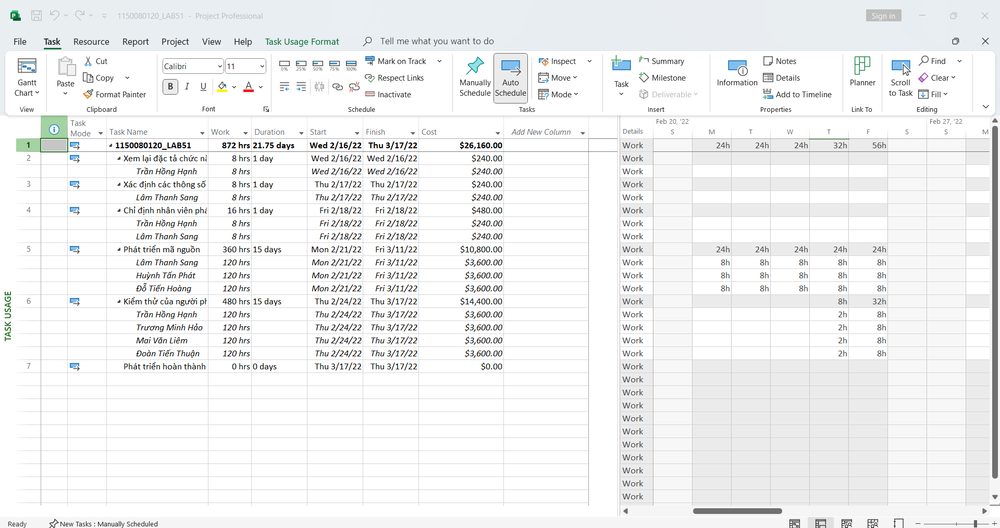 1150080120_LAB51 - Project Professional
Sign in
File Task Resource Report Project View Help Task Usage Format Tell me what you want to do
Gantt Chart
View
Paste
Cut
Copy
Format Painter
Clipboard
Calibri 11
B I U A
Font
0% 25% 50% 75% 100%
Mark on Track
Respect Links
Inactivate
Schedule
Manually Schedule
Auto Schedule
Inspect
Move
Mode
Tasks
Task
Summary
Milestone
Deliverable
Insert
Information
Notes
Details
Add to Timeline
Properties
Planner
Link To
Scroll to Task
Find
Clear
Fill
Editing
Task Mode Task Name Work Duration Start Finish Cost Add New Column
Details Feb 20, '22 Feb 27, '22
S M T W T F S S M
1 1150080120_LAB51 872 hrs 21.75 days Wed 2/16/22 Thu 3/17/22 $26,160.00 Work 24h 24h 24h 32h 56h
2 Xem lại đặc tả chức 8 hrs 1 day Wed 2/16/22 Wed 2/16/22 $240.00 Work
Trần Hồng Hạnh 8 hrs Wed 2/16/22 Wed 2/16/22 $240.00 Work
3 Xác định các thông số 8 hrs 1 day Thu 2/17/22 Thu 2/17/22 $240.00 Work
Lâm Thanh Sang 8 hrs Thu 2/17/22 Thu 2/17/22 $240.00 Work
4 Chỉ định nhân viên 16 hrs 1 day Fri 2/18/22 Fri 2/18/22 $480.00 Work
Trần Hồng Hạnh 8 hrs Fri 2/18/22 Fri 2/18/22 $240.00 Work
Lâm Thanh Sang 8 hrs Fri 2/18/22 Fri 2/18/22 $240.00 Work
5 Phát triển mã nguồn 360 hrs 15 days Mon 2/21/22 Fri 3/11/22 $10,800.00 Work 24h 24h 24h 24h 24h
Lâm Thanh Sang 120 hrs Mon 2/21/22 Fri 3/11/22 $3,600.00 Work 8h 8h 8h 8h 8h
Huỳnh Tấn Phát 120 hrs Mon 2/21/22 Fri 3/11/22 $3,600.00 Work 8h 8h 8h 8h 8h
Đỗ Tiến Hoàng 120 hrs Mon 2/21/22 Fri 3/11/22 $3,600.00 Work 8h 8h 8h 8h 8h
6 Kiểm thử của người 480 hrs 15 days Thu 2/24/22 Thu 3/17/22 $14,400.00 Work 8h 32h
Trần Hồng Hạnh 120 hrs Thu 2/24/22 Thu 3/17/22 $3,600.00 Work 2h 8h
Trương Minh Hảo 120 hrs Thu 2/24/22 Thu 3/17/22 $3,600.00 Work 2h 8h
Mai Văn Liêm 120 hrs Thu 2/24/22 Thu 3/17/22 $3,600.00 Work 2h 8h
Đoàn Tiến Thuận 120 hrs Thu 2/24/22 Thu 3/17/22 $3,600.00 Work 2h 8h
7 Phát triển hoàn thành 0 hrs 0 days Thu 3/17/22 Thu 3/17/22 $0.00 Work
Work
Work
Work
Work
Work
Work
Work
Work
Work
Work
TASK USAGE
Ready New Tasks : Manually Scheduled